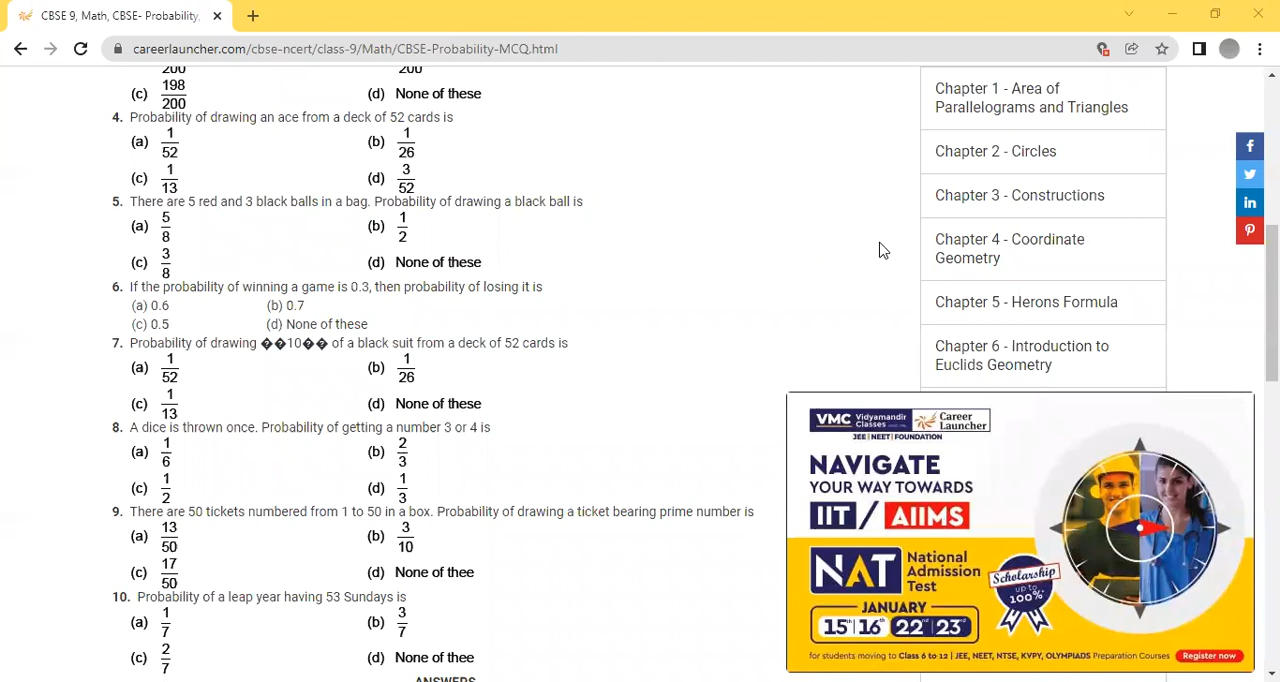 CBSE 9, Math, CBSE- Probability,
careerlauncher.com/cbse-ncert/class-9/Math/CBSE-Probability-MCQ.html
200 200
(c) 198/200 (d) None of these
4. Probability of drawing an ace from a deck of 52 cards is
(a) 1/52 (b) 1/26
(c) 1/13 (d) 3/52
5. There are 5 red and 3 black balls in a bag. Probability of drawing a black ball is
(a) 5/8 (b) 1/2
(c) 3/8 (d) None of these
6. If the probability of winning a game is 0.3, then probability of losing it is
(a) 0.6 (b) 0.7
(c) 0.5 (d) None of these
7. Probability of drawing ��10�� of a black suit from a deck of 52 cards is
(a) 1/52 (b) 1/26
(c) 1/13 (d) None of these
8. A dice is thrown once. Probability of getting a number 3 or 4 is
(a) 1/6 (b) 2/3
(c) 1/2 (d) 1/3
9. There are 50 tickets numbered from 1 to 50 in a box. Probability of drawing a ticket bearing prime number is
(a) 13/50 (b) 3/10
(c) 17/50 (d) None of thee
10. Probability of a leap year having 53 Sundays is
(a) 1/7 (b) 3/7
(c) 2/7 (d) None of thee
ANSWERS
Chapter 1 - Area of
Parallelograms and Triangles
Chapter 2 - Circles
Chapter 3 - Constructions
Chapter 4 - Coordinate
Geometry
Chapter 5 - Herons Formula
Chapter 6 - Introduction to
Euclids Geometry
f
in
VMC Vidyamandir Classes Career Launcher
JEE | NEET | FOUNDATION
NAVIGATE
YOUR WAY TOWARDS
IIT / AIIMS
NAT National
Admission
Test
Scholarship
up to
100%*
JANUARY
15th 16th 22nd 23rd
for students moving to Class 6 to 12 | JEE, NEET, NTSE, KVPY, OLYMPIADS Preparation Courses Register now